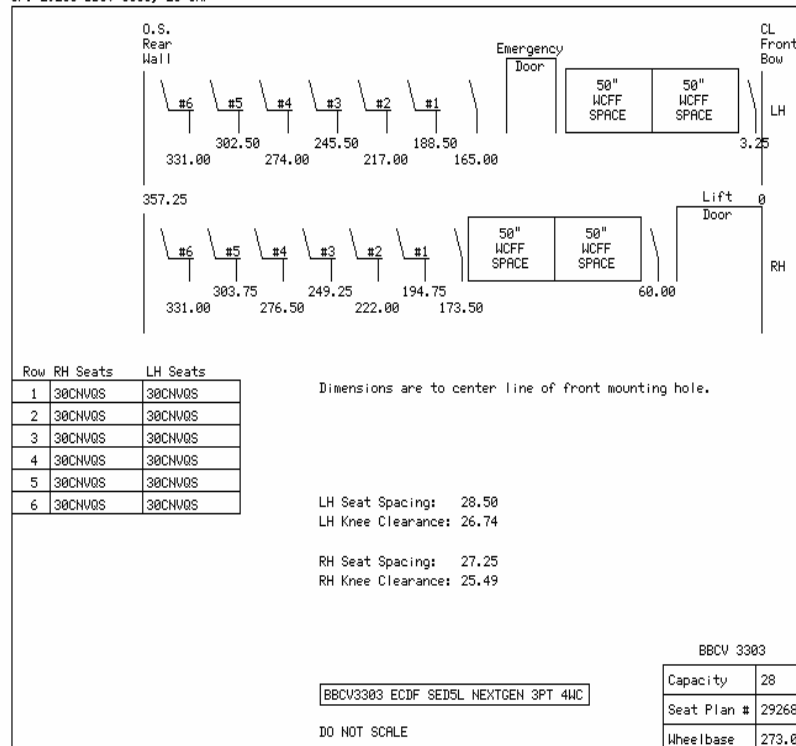 O.S.
Rear
Wall
CL
Front
Bow
Emergency
Door
50"
WCFF
SPACE
50"
WCFF
SPACE
#6 #5 #4 #3 #2 #1
LH
302.50 245.50 188.50 3.25
331.00 274.00 217.00 165.00
357.25 Lift 0
Door
50"
WCFF
SPACE
50"
WCFF
SPACE
#6 #5 #4 #3 #2 #1
RH
303.75 249.25 194.75 60.00
331.00 276.50 222.00 173.50
Row RH Seats LH Seats
1 30CNVQS 30CNVQS
2 30CNVQS 30CNVQS
3 30CNVQS 30CNVQS
4 30CNVQS 30CNVQS
5 30CNVQS 30CNVQS
6 30CNVQS 30CNVQS
Dimensions are to center line of front mounting hole.
LH Seat Spacing: 28.50
LH Knee Clearance: 26.74
RH Seat Spacing: 27.25
RH Knee Clearance: 25.49
BBCV 3303
Capacity 28
Seat Plan # 29268
Wheelbase 273.0
BBCV3303 ECDF SED5L NEXTGEN 3PT 4WC
DO NOT SCALE